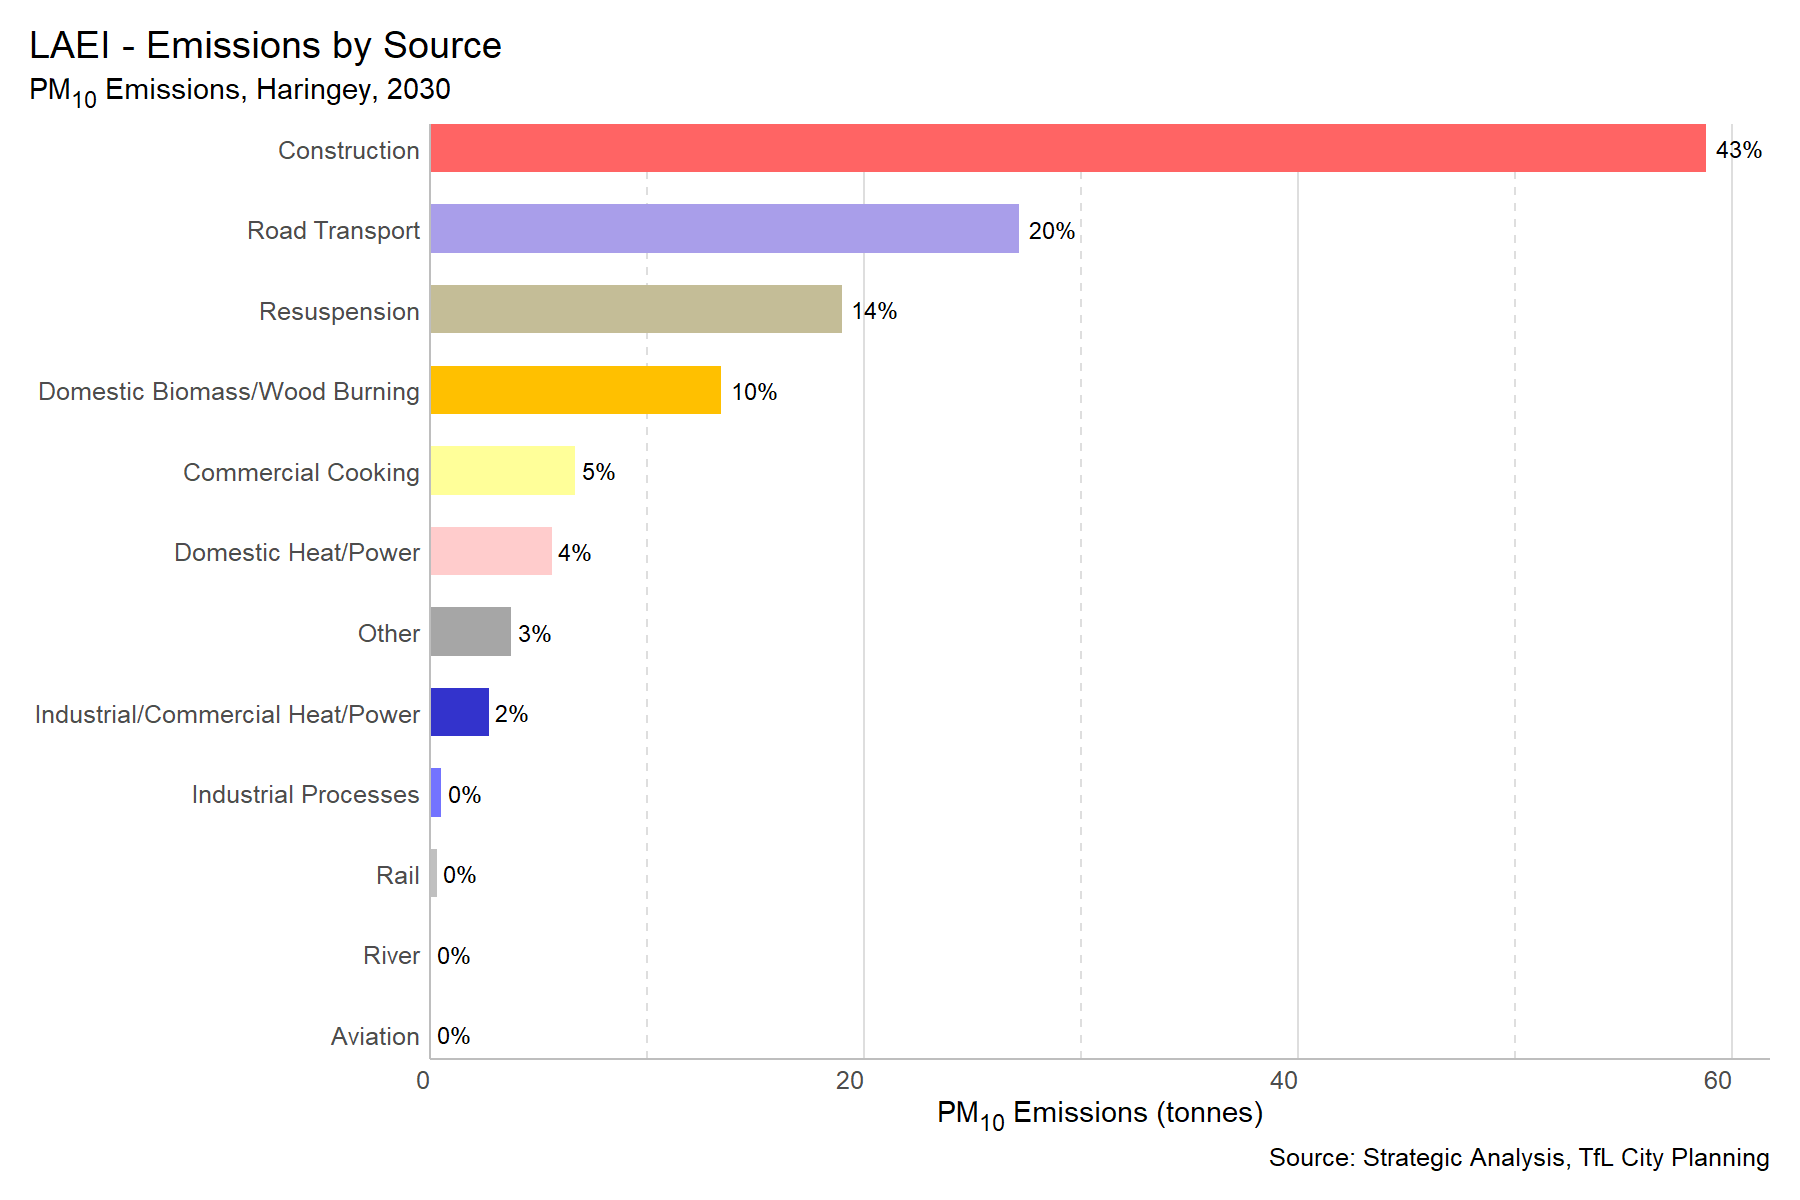 LAEI - Emissions by Source
PM10 Emissions, Haringey, 2030
Construction 43%
Road Transport 20%
Resuspension 14%
Domestic Biomass/Wood Burning 10%
Commercial Cooking 5%
Domestic Heat/Power 4%
Other 3%
Industrial/Commercial Heat/Power 2%
Industrial Processes 0%
Rail 0%
River 0%
Aviation 0%
0 20 40 60
PM10 Emissions (tonnes)
Source: Strategic Analysis, TfL City Planning